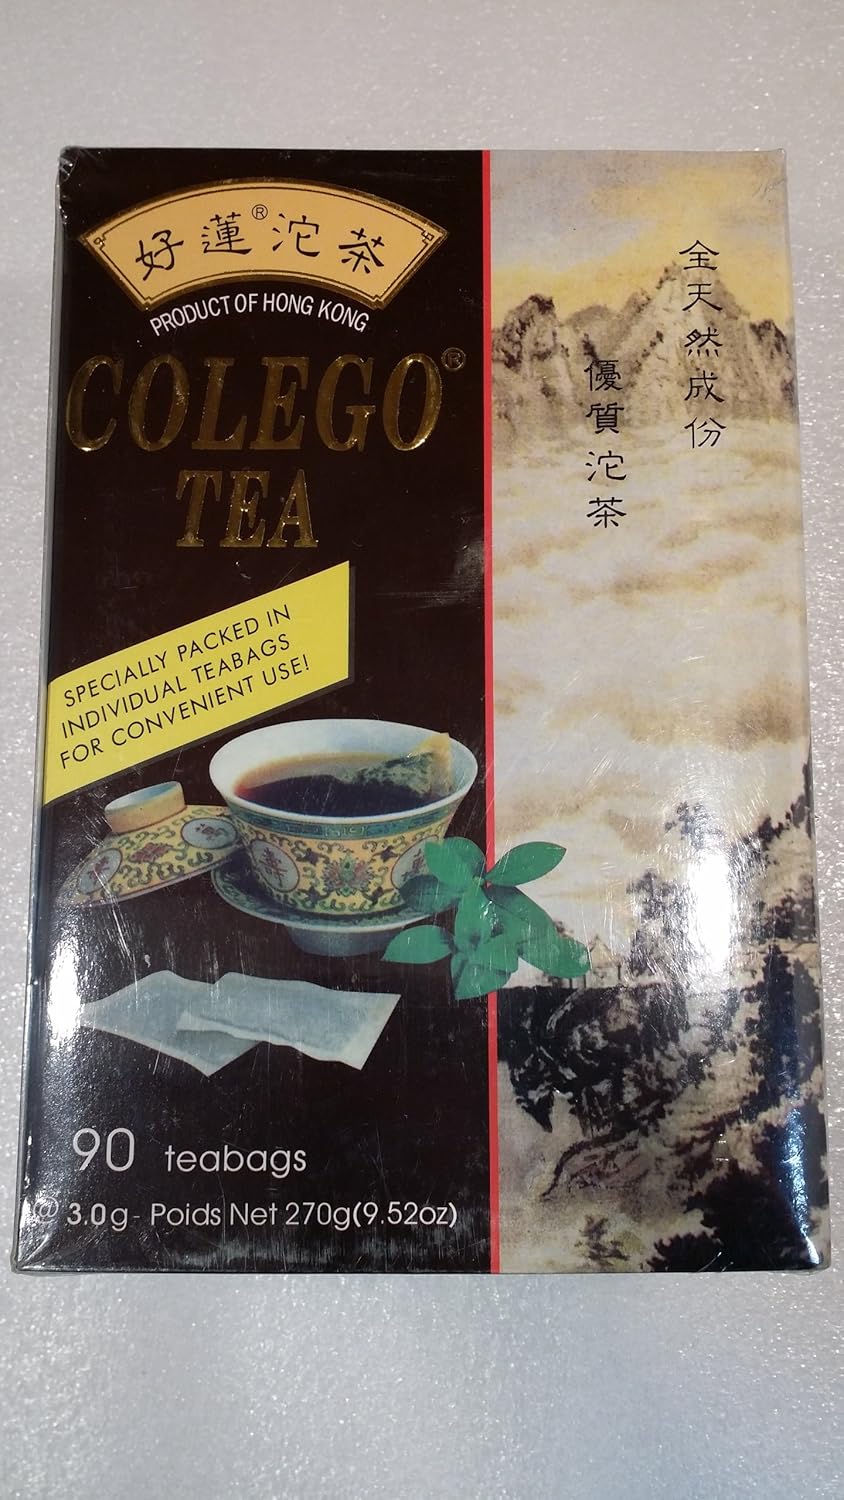 好蓮®沱茶
PRODUCT OF HONG KONG
COLEGO®
TEA
SPECIALLY PACKED IN
INDIVIDUAL TEABAGS
FOR CONVENIENT USE!
90 teabags
@ 3.0g - Poids Net 270g(9.52oz)
全天然成份
優質沱茶